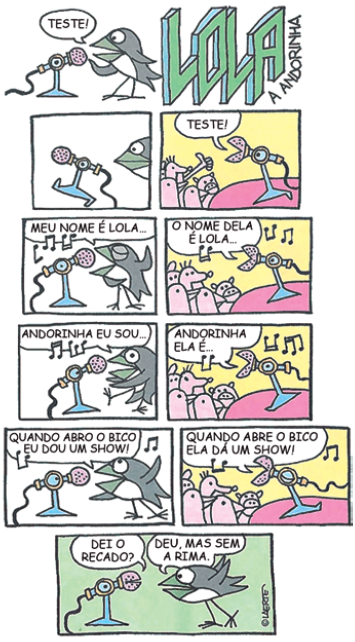 TESTE!
LOLA
A ANDORINHA
TESTE!
MEU NOME É LOLA...
O NOME DELA
É LOLA...
ANDORINHA EU SOU...
ANDORINHA
ELA É...
QUANDO ABRO O BICO
EU DOU UM SHOW!
QUANDO ABRE O BICO
ELA DÁ UM SHOW!
DEI O
RECADO?
DEU, MAS SEM
A RIMA.
©LAERTE